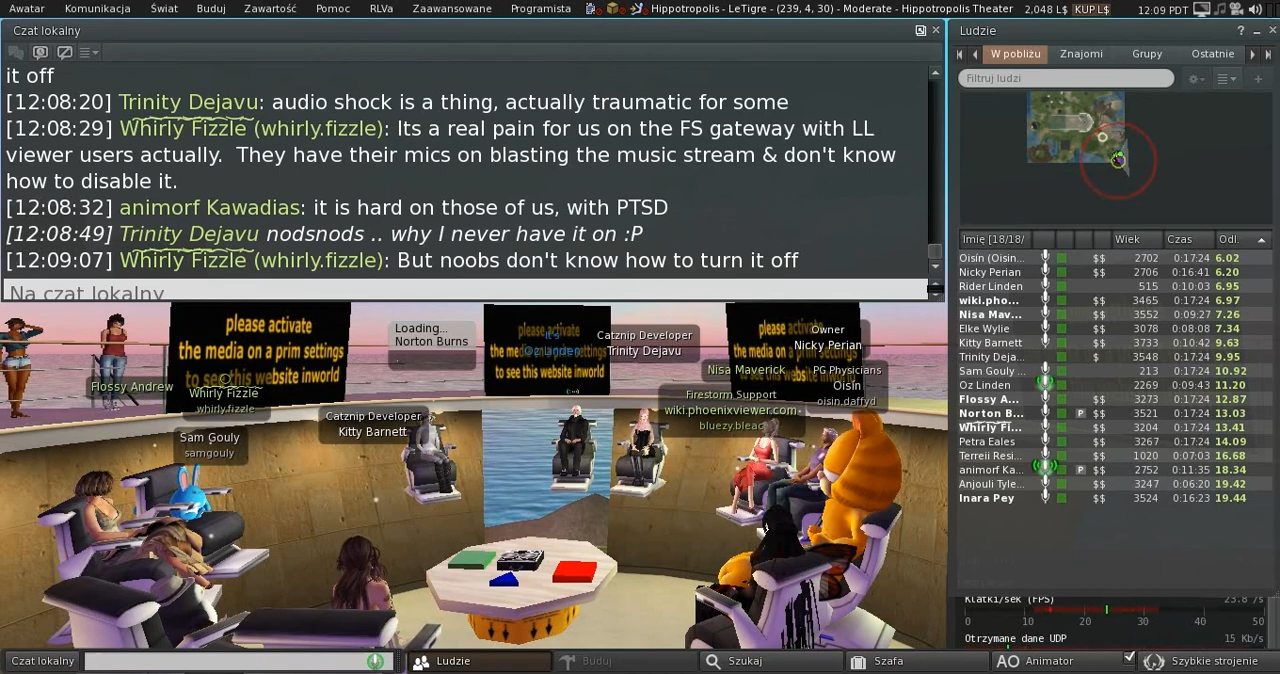 Awatar Komunikacja Świat Buduj Zawartość Pomoc RLVa Zaawansowane Programista Hippotropolis - LeTigre - (239, 4, 30) - Moderate - Hippotropolis Theater 2,048 L$ KUP L$ 12:09 PDT
Czat lokalny
it off
[12:08:20] Trinity Dejavu: audio shock is a thing, actually traumatic for some
[12:08:29] Whirly Fizzle (whirly.fizzle): Its a real pain for us on the FS gateway with LL
viewer users actually.  They have their mics on blasting the music stream & don't know
how to disable it.
[12:08:32] animorf Kawadias: it is hard on those of us, with PTSD
[12:08:49] Trinity Dejavu nodsnods .. why I never have it on :P
[12:09:07] Whirly Fizzle (whirly.fizzle): But noobs don't know how to turn it off
Na czat lokalny
please activate
the media on a prim settings
to see this website inworld
Loading...
Norton Burns
please activate
to see this website inworld
Catznip Developer
Trinity Dejavu
Owner
Nicky Perian
Flossy Andrew
Whirly Fizzle
whirly.fizzle
Nisa Maverick
PG Physicians
Oisin
oisin.daffyd
Firestorm Support
wiki.phoenixviewer.com
bluezy.bleac
Catznip Developer
Kitty Barnett
Sam Gouly
samgouly
Ludzie
W pobliżu Znajomi Grupy Ostatnie
Filtruj ludzi
Imię [18/18/ Wiek Czas Odl.
Oisín (Oisin... $$ 2702 0:17:24 6.02
Nicky Perian $$ 2706 0:16:41 6.20
Rider Linden 515 0:10:03 6.95
wiki.pho... $$ 3465 0:17:24 6.97
Nisa Mav... $$ 3552 0:09:27 7.26
Elke Wylie $$ 3078 0:08:08 7.34
Kitty Barnett $$ 3733 0:10:42 9.63
Trinity Deja... $ 3548 0:17:24 9.95
Sam Gouly ... $$ 213 0:17:24 10.92
Oz Linden $$ 2269 0:09:43 11.20
Flossy A... $$ 3273 0:17:24 12.87
Norton B... P $$ 3521 0:17:24 13.03
Whirly Fi... $$ 3204 0:17:24 13.41
Petra Eales $$ 3267 0:17:24 14.09
Terreii Resi... $$ 1020 0:07:03 16.68
animorf Ka... P $$ 2752 0:11:35 18.34
Anjouli Tyle... $$ 3247 0:06:20 19.42
Inara Pey $$ 3524 0:16:23 19.44
Klatki/sek (FPS) 23.8 /s
10 20 30 40 50
Otrzymane dane UDP 15 Kb/s
Czat lokalny Ludzie Buduj Szukaj Szafa AO Animator Szybkie strojenie